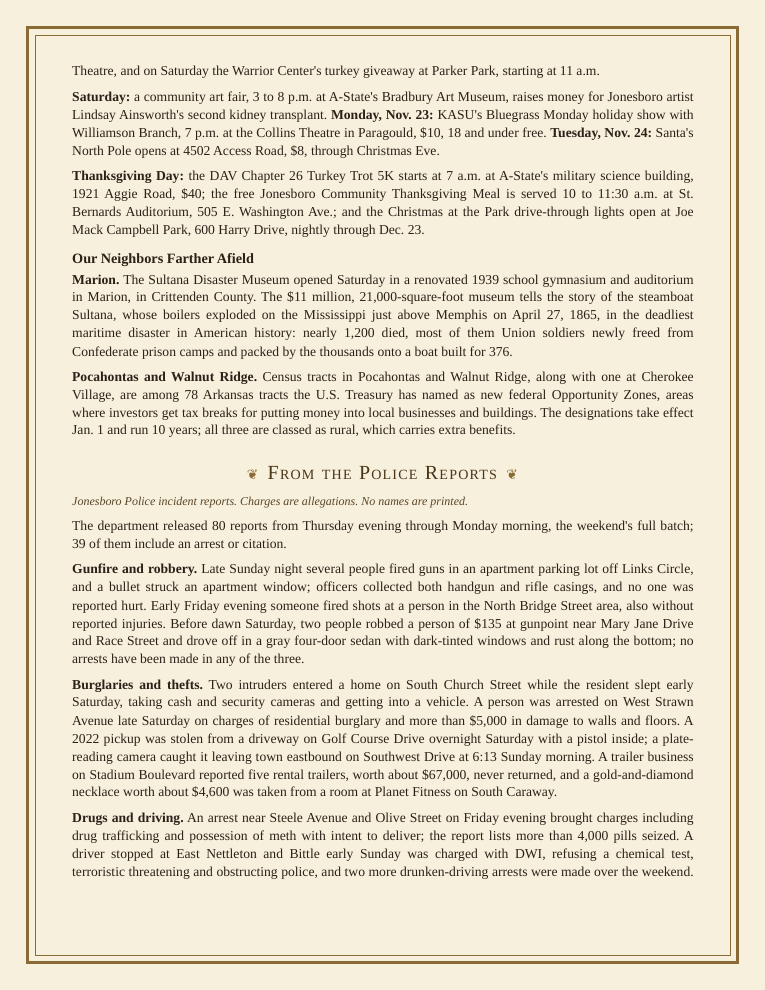 Theatre, and on Saturday the Warrior Center's turkey giveaway at Parker Park, starting at 11 a.m.
Saturday: a community art fair, 3 to 8 p.m. at A-State's Bradbury Art Museum, raises money for Jonesboro artist
Lindsay Ainsworth's second kidney transplant. Monday, Nov. 23: KASU's Bluegrass Monday holiday show with
Williamson Branch, 7 p.m. at the Collins Theatre in Paragould, $10, 18 and under free. Tuesday, Nov. 24: Santa's
North Pole opens at 4502 Access Road, $8, through Christmas Eve.
Thanksgiving Day: the DAV Chapter 26 Turkey Trot 5K starts at 7 a.m. at A-State's military science building,
1921 Aggie Road, $40; the free Jonesboro Community Thanksgiving Meal is served 10 to 11:30 a.m. at St.
Bernards Auditorium, 505 E. Washington Ave.; and the Christmas at the Park drive-through lights open at Joe
Mack Campbell Park, 600 Harry Drive, nightly through Dec. 23.
Our Neighbors Farther Afield
Marion. The Sultana Disaster Museum opened Saturday in a renovated 1939 school gymnasium and auditorium
in Marion, in Crittenden County. The $11 million, 21,000-square-foot museum tells the story of the steamboat
Sultana, whose boilers exploded on the Mississippi just above Memphis on April 27, 1865, in the deadliest
maritime disaster in American history: nearly 1,200 died, most of them Union soldiers newly freed from
Confederate prison camps and packed by the thousands onto a boat built for 376.
Pocahontas and Walnut Ridge. Census tracts in Pocahontas and Walnut Ridge, along with one at Cherokee
Village, are among 78 Arkansas tracts the U.S. Treasury has named as new federal Opportunity Zones, areas
where investors get tax breaks for putting money into local businesses and buildings. The designations take effect
Jan. 1 and run 10 years; all three are classed as rural, which carries extra benefits.
❦ From the Police Reports ❦
Jonesboro Police incident reports. Charges are allegations. No names are printed.
The department released 80 reports from Thursday evening through Monday morning, the weekend's full batch;
39 of them include an arrest or citation.
Gunfire and robbery. Late Sunday night several people fired guns in an apartment parking lot off Links Circle,
and a bullet struck an apartment window; officers collected both handgun and rifle casings, and no one was
reported hurt. Early Friday evening someone fired shots at a person in the North Bridge Street area, also without
reported injuries. Before dawn Saturday, two people robbed a person of $135 at gunpoint near Mary Jane Drive
and Race Street and drove off in a gray four-door sedan with dark-tinted windows and rust along the bottom; no
arrests have been made in any of the three.
Burglaries and thefts. Two intruders entered a home on South Church Street while the resident slept early
Saturday, taking cash and security cameras and getting into a vehicle. A person was arrested on West Strawn
Avenue late Saturday on charges of residential burglary and more than $5,000 in damage to walls and floors. A
2022 pickup was stolen from a driveway on Golf Course Drive overnight Saturday with a pistol inside; a plate-
reading camera caught it leaving town eastbound on Southwest Drive at 6:13 Sunday morning. A trailer business
on Stadium Boulevard reported five rental trailers, worth about $67,000, never returned, and a gold-and-diamond
necklace worth about $4,600 was taken from a room at Planet Fitness on South Caraway.
Drugs and driving. An arrest near Steele Avenue and Olive Street on Friday evening brought charges including
drug trafficking and possession of meth with intent to deliver; the report lists more than 4,000 pills seized. A
driver stopped at East Nettleton and Bittle early Sunday was charged with DWI, refusing a chemical test,
terroristic threatening and obstructing police, and two more drunken-driving arrests were made over the weekend.